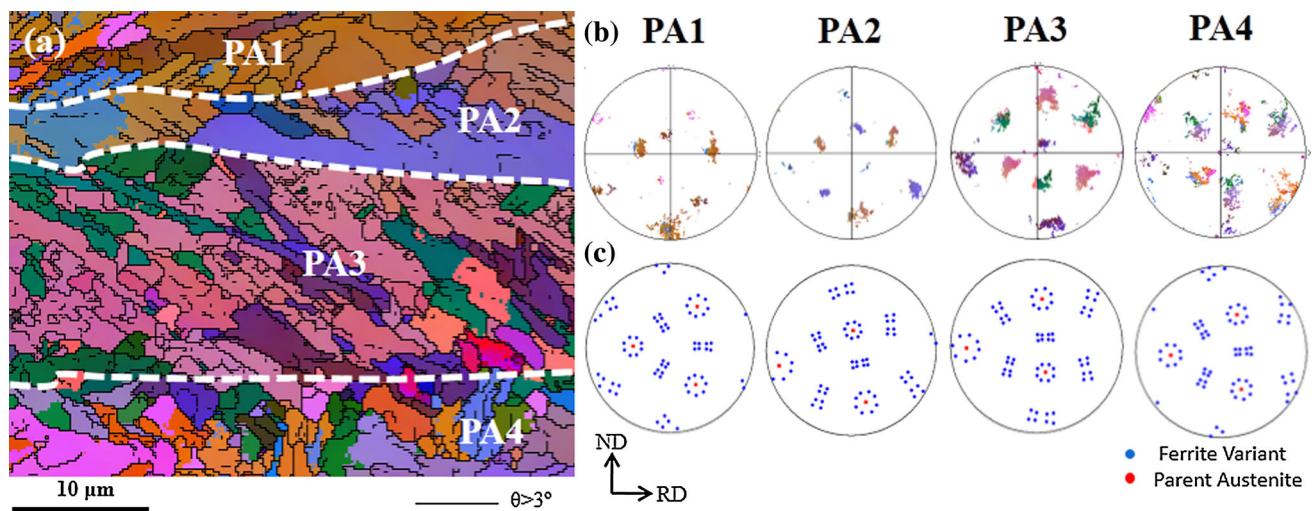 (a)
PA1
PA2
PA3
PA4
10 μm
θ>3°
(b) PA1 PA2 PA3 PA4
(c)
ND
RD
Ferrite Variant
Parent Austenite